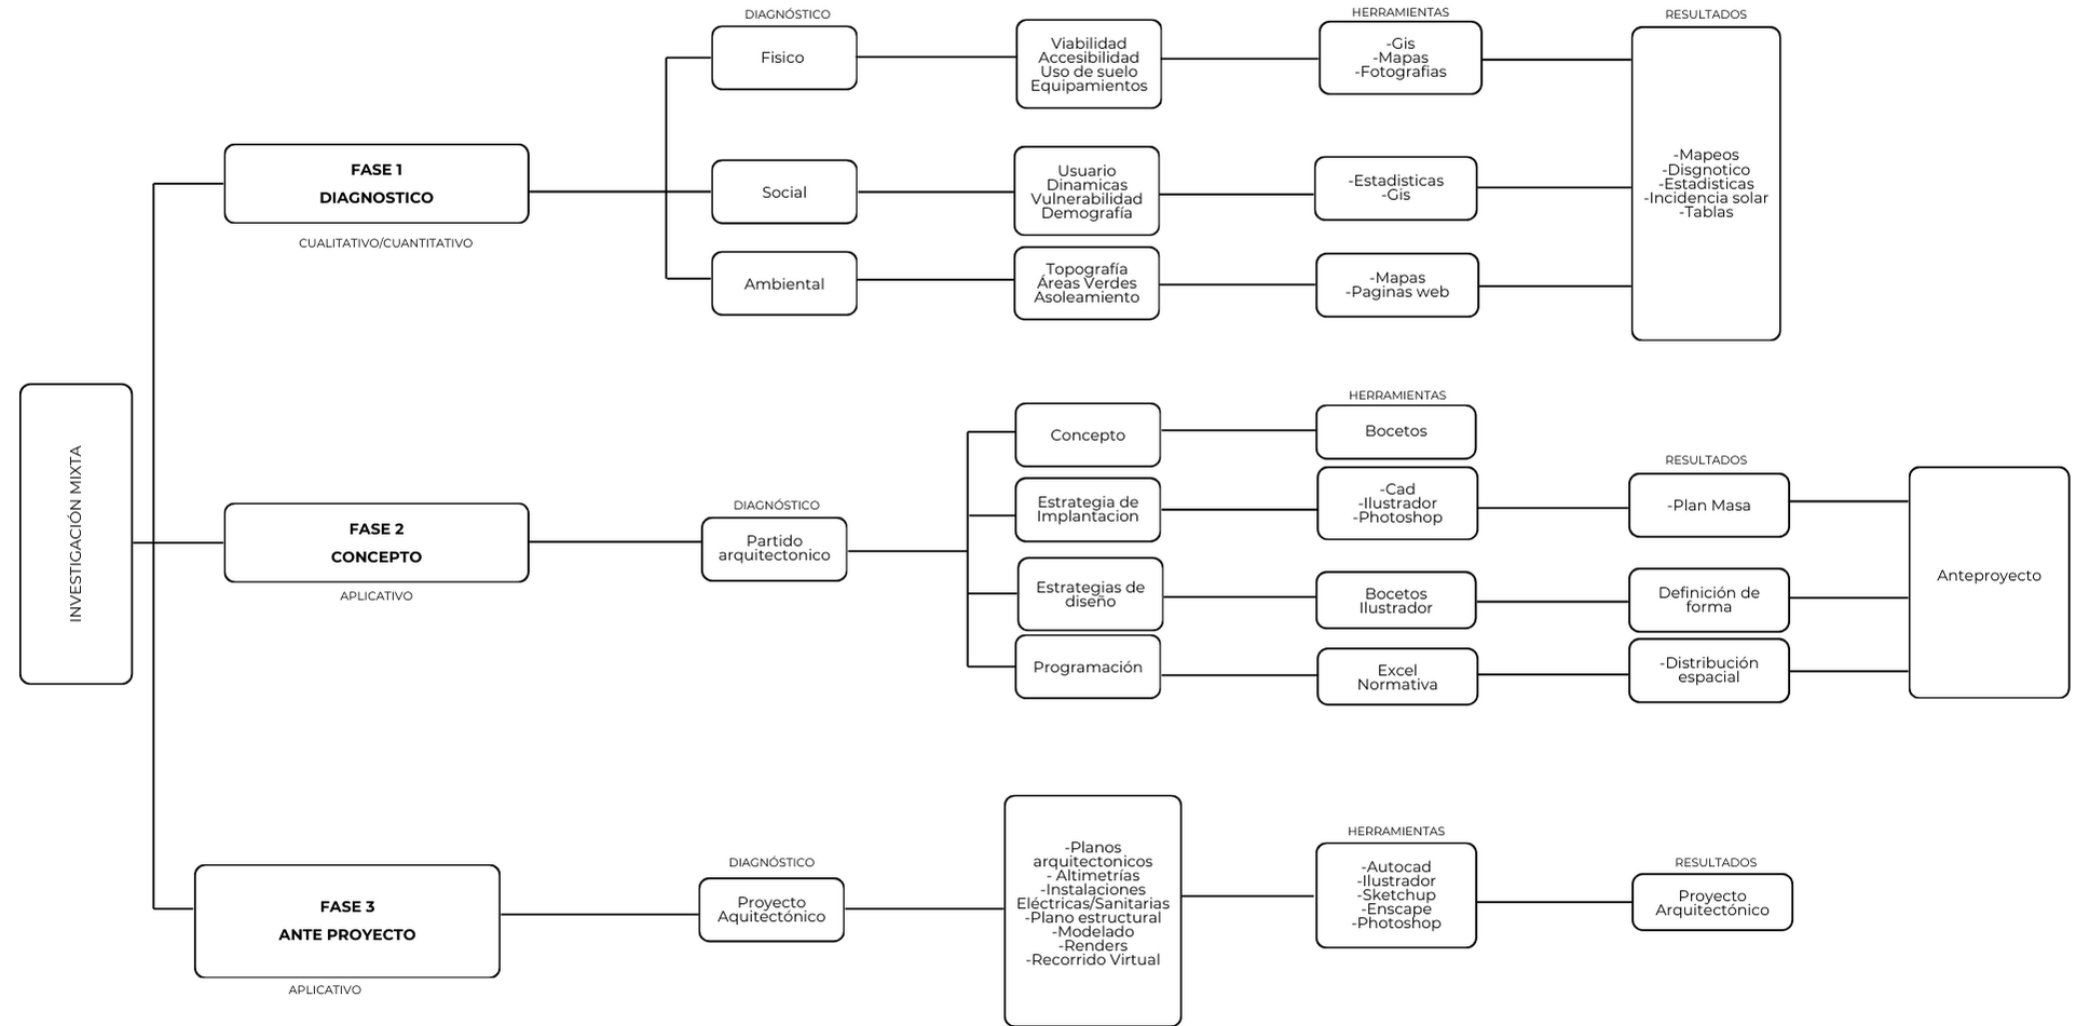 INVESTIGACIÓN MIXTA
FASE 1
DIAGNOSTICO
CUALITATIVO/CUANTITATIVO
DIAGNÓSTICO
Fisico
Viabilidad
Accesibilidad
Uso de suelo
Equipamientos
HERRAMIENTAS
-Gis
-Mapas
-Fotografias
Social
Usuario
Dinamicas
Vulnerabilidad
Demografía
-Estadisticas
-Gis
Ambiental
Topografía
Áreas Verdes
Asoleamiento
-Mapas
-Paginas web
RESULTADOS
-Mapeos
-Disgnotico
-Estadisticas
-Incidencia solar
-Tablas
FASE 2
CONCEPTO
APLICATIVO
DIAGNÓSTICO
Partido
arquitectonico
Concepto
HERRAMIENTAS
Bocetos
Estrategia de
Implantacion
-Cad
-Ilustrador
-Photoshop
RESULTADOS
-Plan Masa
Estrategias de
diseño
Bocetos
Ilustrador
Definición de
forma
Programación
Excel
Normativa
-Distribución
espacial
Anteproyecto
FASE 3
ANTE PROYECTO
APLICATIVO
DIAGNÓSTICO
Proyecto
Aquitectónico
-Planos
arquitectonicos
- Altimetrías
-Instalaciones
Eléctricas/Sanitarias
-Plano estructural
-Modelado
-Renders
-Recorrido Virtual
HERRAMIENTAS
-Autocad
-Ilustrador
-Sketchup
-Enscape
-Photoshop
RESULTADOS
Proyecto
Arquitectónico